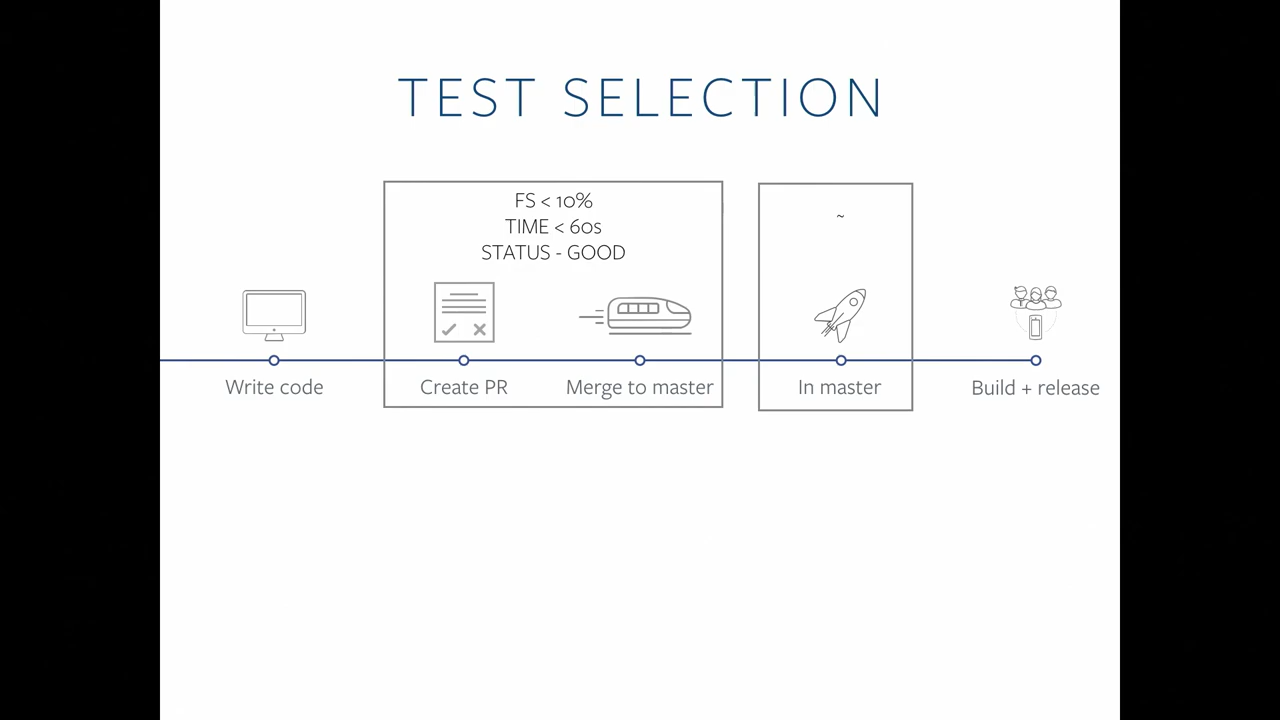 TEST SELECTION
FS < 10%
TIME < 60s
STATUS - GOOD
~
Write code
Create PR
Merge to master
In master
Build + release